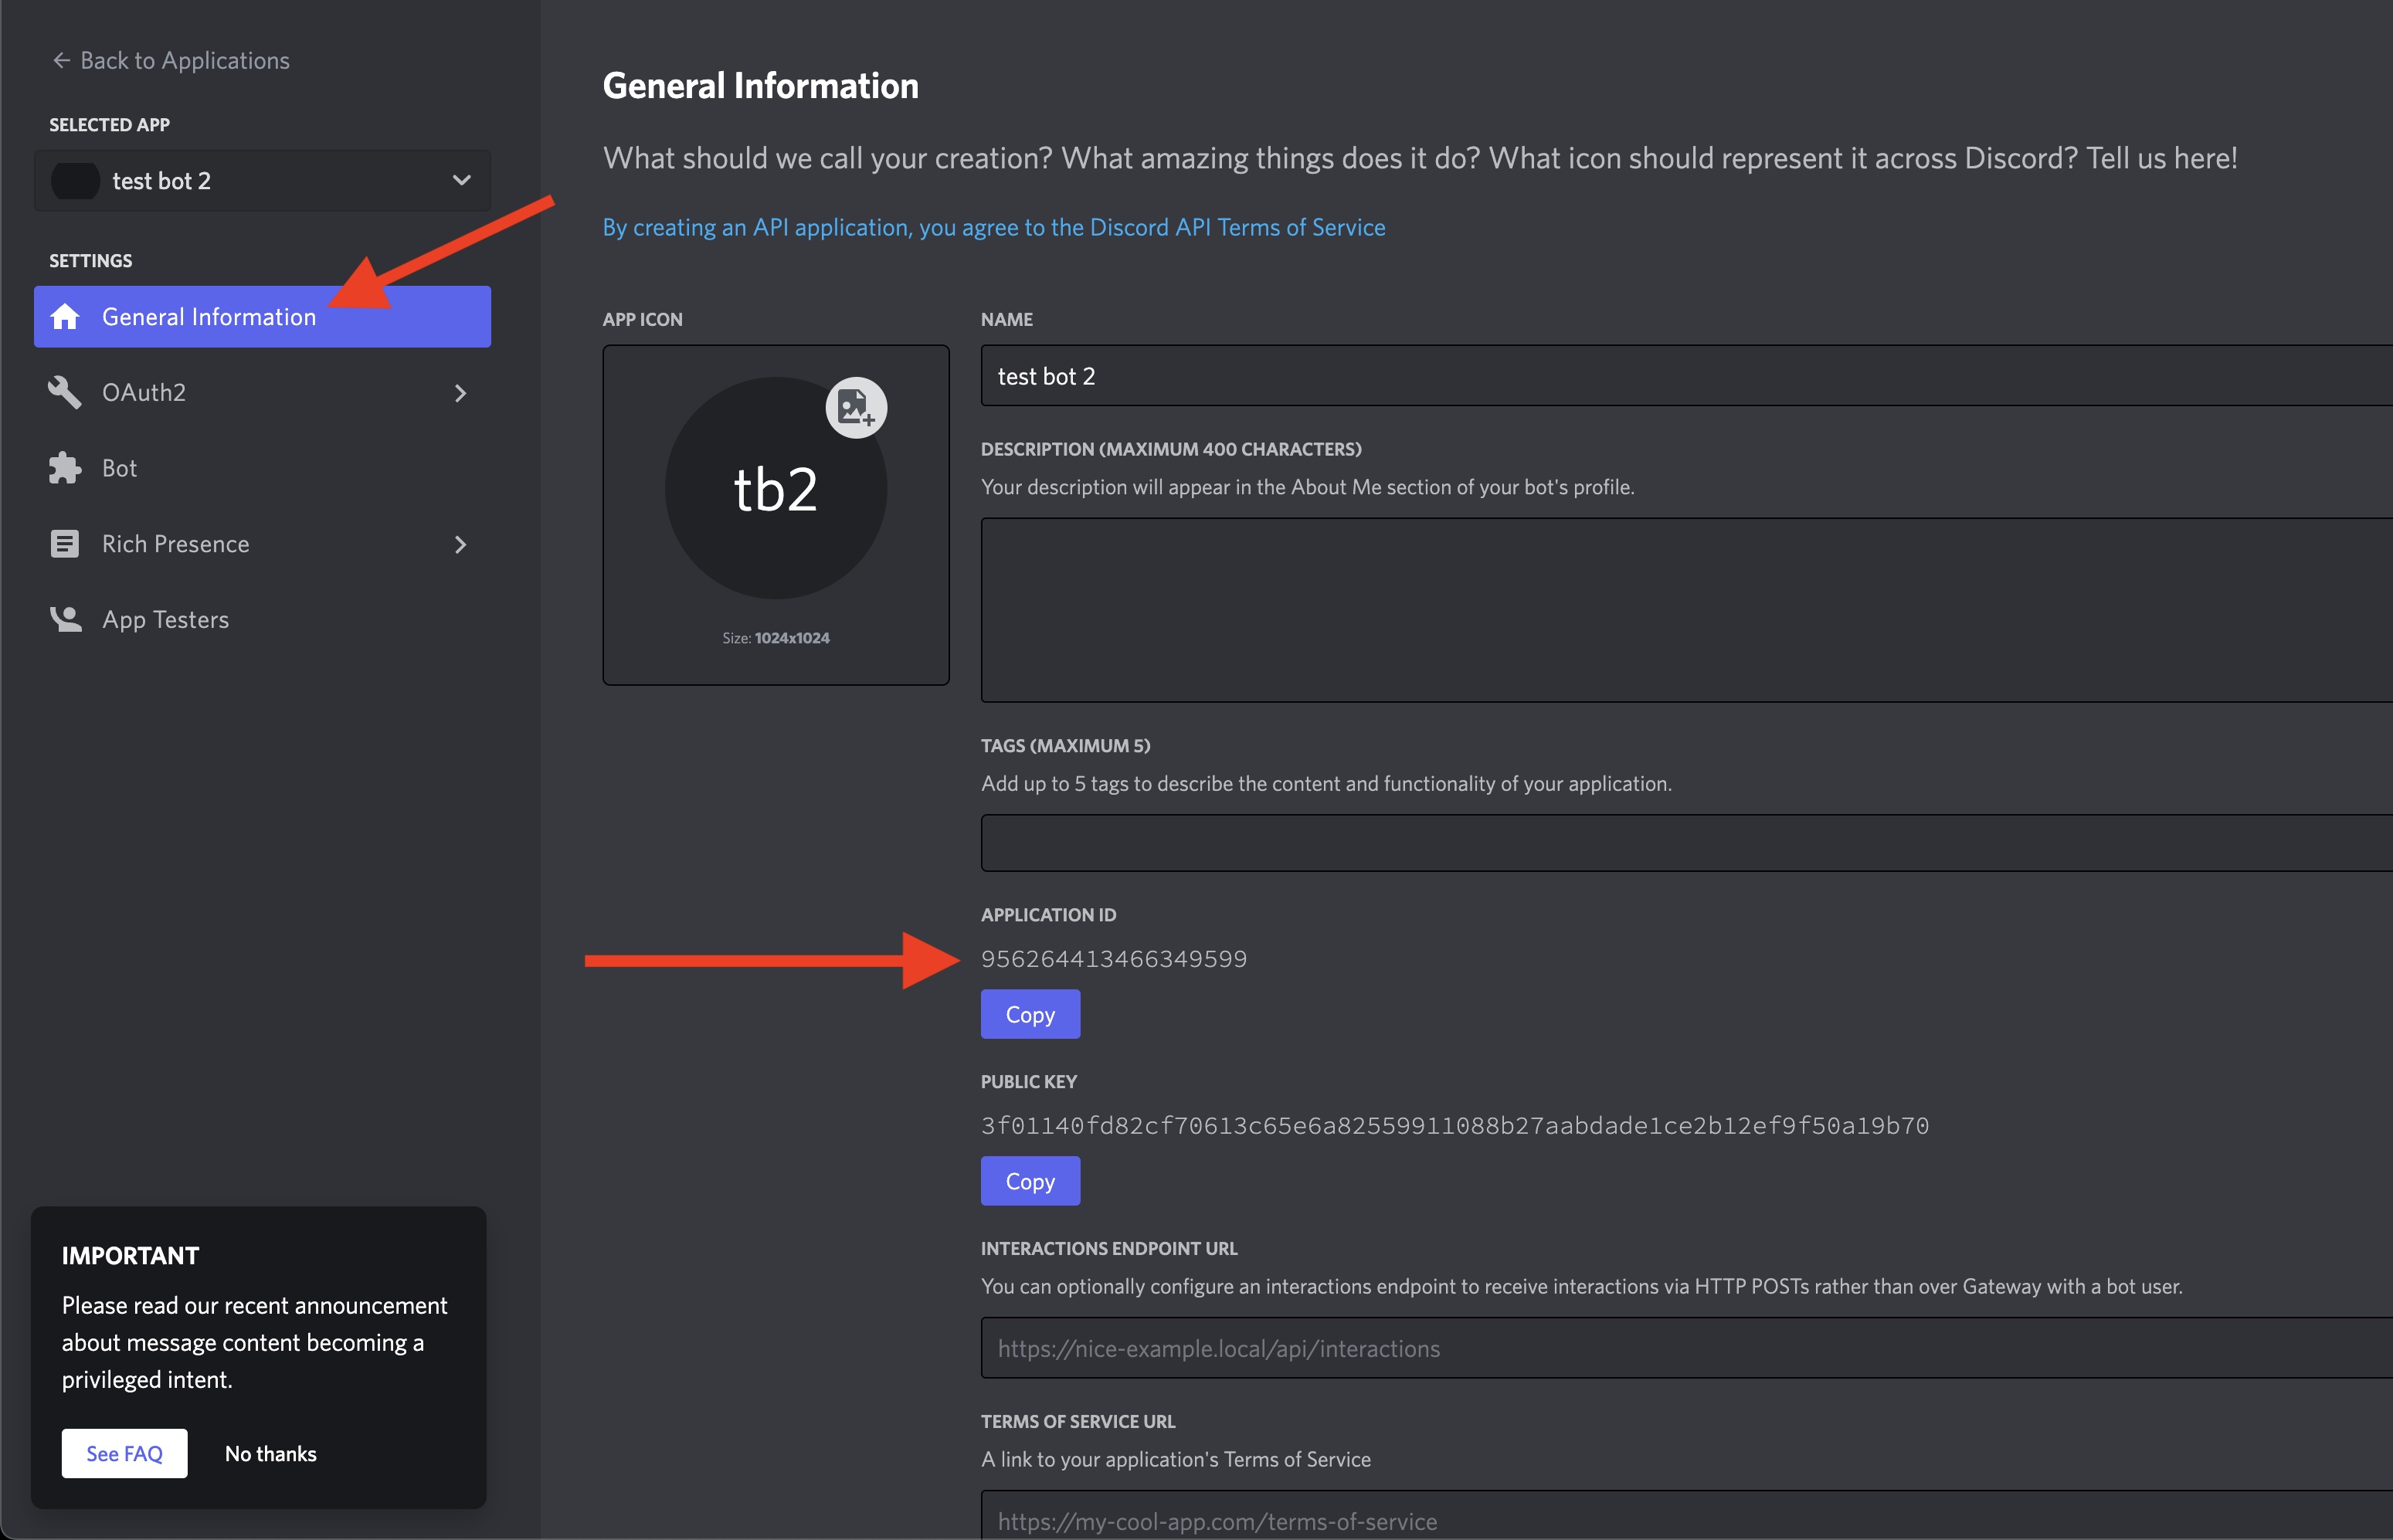 ← Back to Applications
SELECTED APP
test bot 2
SETTINGS
General Information
OAuth2
Bot
Rich Presence
App Testers
IMPORTANT
Please read our recent announcement
about message content becoming a
privileged intent.
See FAQ
No thanks
General Information
What should we call your creation? What amazing things does it do? What icon should represent it across Discord? Tell us here!
By creating an API application, you agree to the Discord API Terms of Service
APP ICON
tb2
Size: 1024x1024
NAME
test bot 2
DESCRIPTION (MAXIMUM 400 CHARACTERS)
Your description will appear in the About Me section of your bot's profile.
TAGS (MAXIMUM 5)
Add up to 5 tags to describe the content and functionality of your application.
APPLICATION ID
956264413466349599
Copy
PUBLIC KEY
3f01140fd82cf70613c65e6a82559911088b27aabdade1ce2b12ef9f50a19b70
Copy
INTERACTIONS ENDPOINT URL
You can optionally configure an interactions endpoint to receive interactions via HTTP POSTs rather than over Gateway with a bot user.
https://nice-example.local/api/interactions
TERMS OF SERVICE URL
A link to your application's Terms of Service
https://my-cool-app.com/terms-of-service